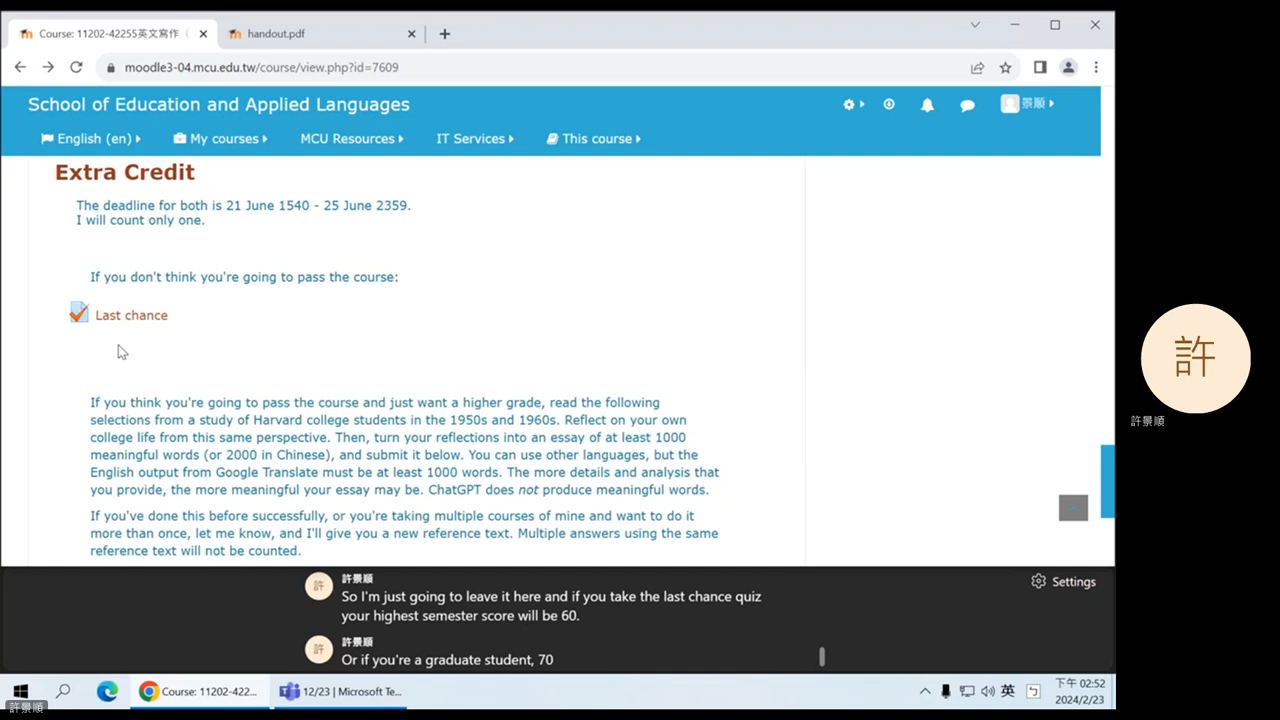 Course: 11202-42255英文寫作（
handout.pdf
moodle3-04.mcu.edu.tw/course/view.php?id=7609
School of Education and Applied Languages
景順
English (en)
My courses
MCU Resources
IT Services
This course
Extra Credit
The deadline for both is 21 June 1540 - 25 June 2359.
I will count only one.
If you don't think you're going to pass the course:
Last chance
If you think you're going to pass the course and just want a higher grade, read the following
selections from a study of Harvard college students in the 1950s and 1960s. Reflect on your own
college life from this same perspective. Then, turn your reflections into an essay of at least 1000
meaningful words (or 2000 in Chinese), and submit it below. You can use other languages, but the
English output from Google Translate must be at least 1000 words. The more details and analysis that
you provide, the more meaningful your essay may be. ChatGPT does not produce meaningful words.
If you've done this before successfully, or you're taking multiple courses of mine and want to do it
more than once, let me know, and I'll give you a new reference text. Multiple answers using the same
reference text will not be counted.
許
許景順
許
許景順
So I'm just going to leave it here and if you take the last chance quiz
your highest semester score will be 60.
許
許景順
Or if you're a graduate student, 70
Settings
Course: 11202-422...
12/23 | Microsoft Te...
英
下午 02:52
2024/2/23
許景順